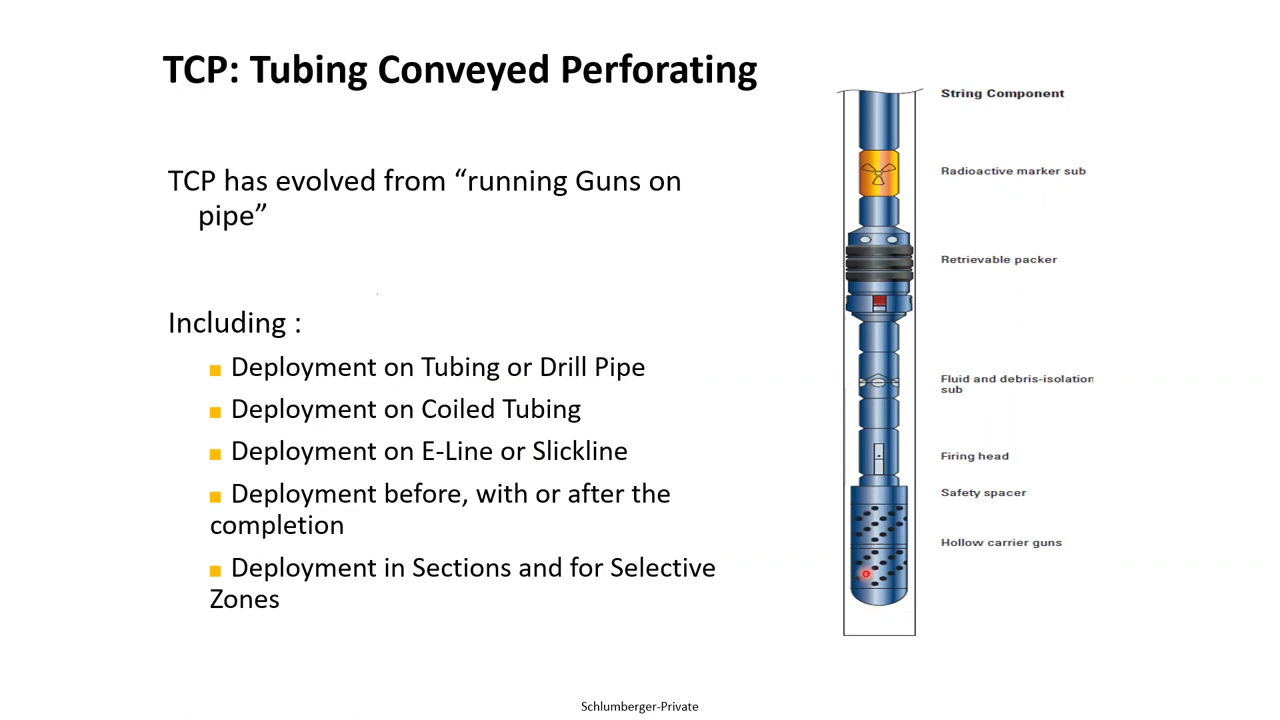 TCP: Tubing Conveyed Perforating
TCP has evolved from “running Guns on
pipe”
Including :
Deployment on Tubing or Drill Pipe
Deployment on Coiled Tubing
Deployment on E-Line or Slickline
Deployment before, with or after the
completion
Deployment in Sections and for Selective
Zones
String Component
Radioactive marker sub
Retrievable packer
Fluid and debris-isolation
sub
Firing head
Safety spacer
Hollow carrier guns
Schlumberger-Private